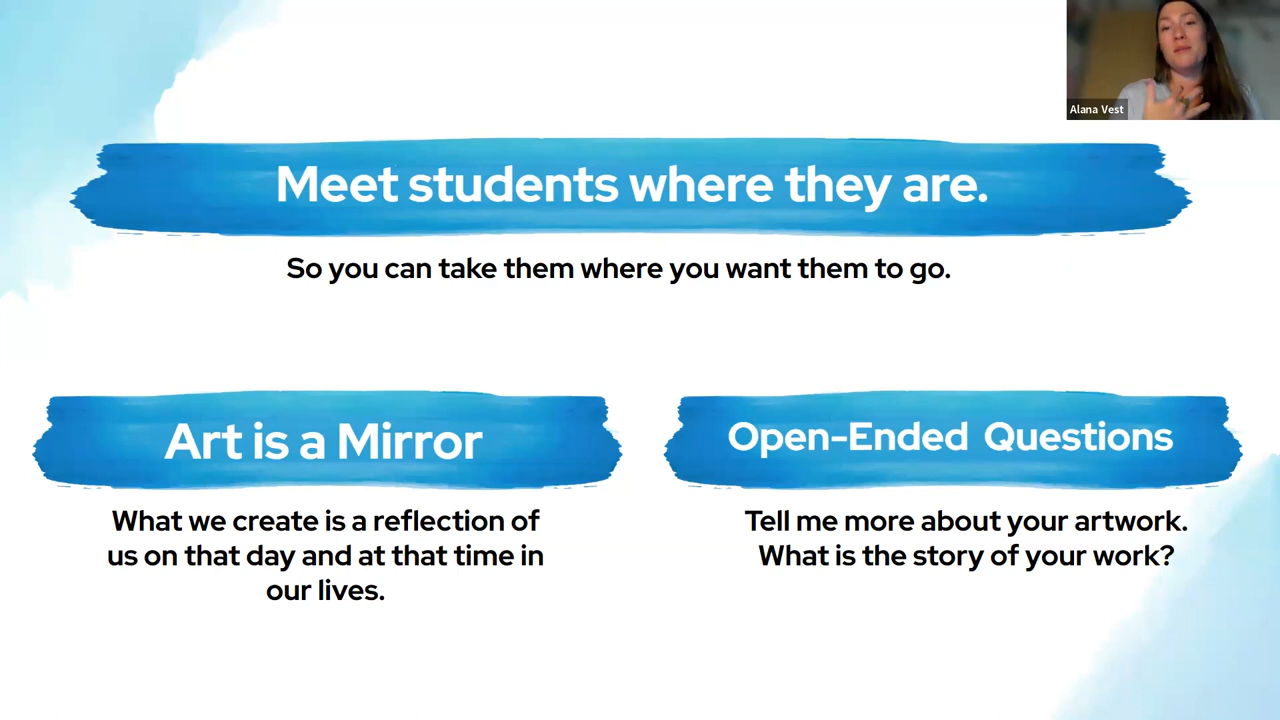 Alana Vest
Meet students where they are.
So you can take them where you want them to go.
Art is a Mirror
What we create is a reflection of
us on that day and at that time in
our lives.
Open-Ended Questions
Tell me more about your artwork.
What is the story of your work?